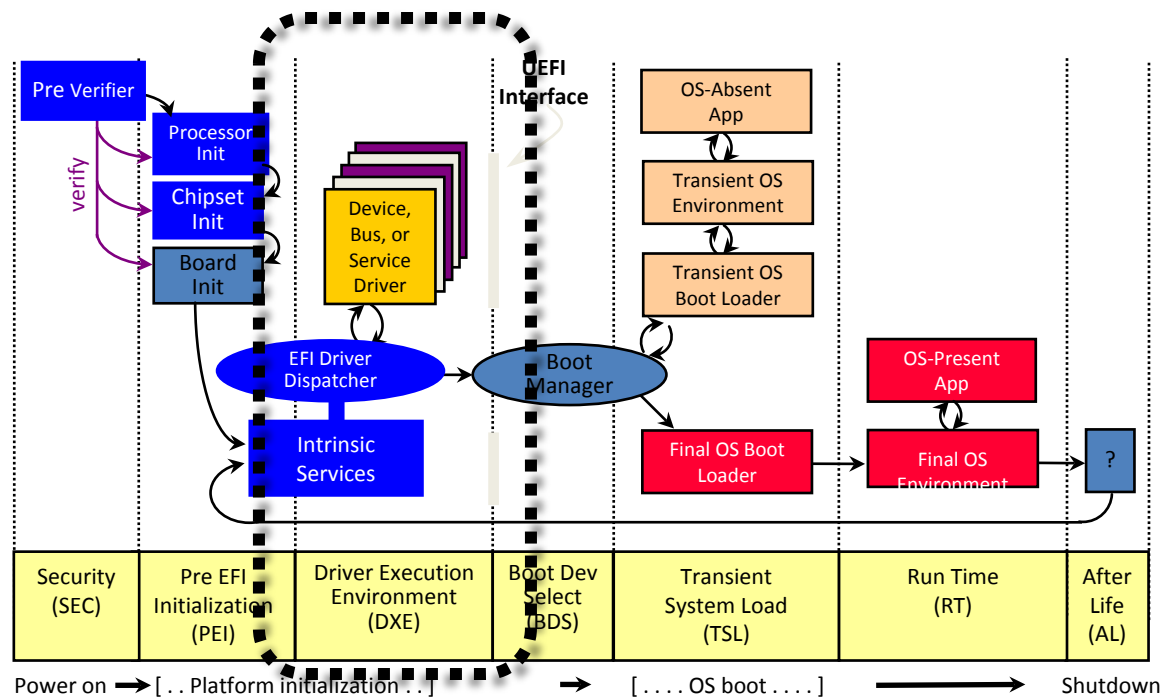 Pre Verifier
verify
Processor
Init
Chipset
Init
Board
Init
Device,
Bus, or
Service
Driver
EFI Driver
Dispatcher
Intrinsic
Services
UEFI
Interface
Boot
Manager
OS-Absent
App
Transient OS
Environment
Transient OS
Boot Loader
Final OS Boot
Loader
OS-Present
App
Final OS
Environment
?
Security
(SEC)
Pre EFI
Initialization
(PEI)
Driver Execution
Environment
(DXE)
Boot Dev
Select
(BDS)
Transient
System Load
(TSL)
Run Time
(RT)
After
Life
(AL)
Power on [ . . Platform initialization . . ] [ . . . . OS boot . . . . ] Shutdown